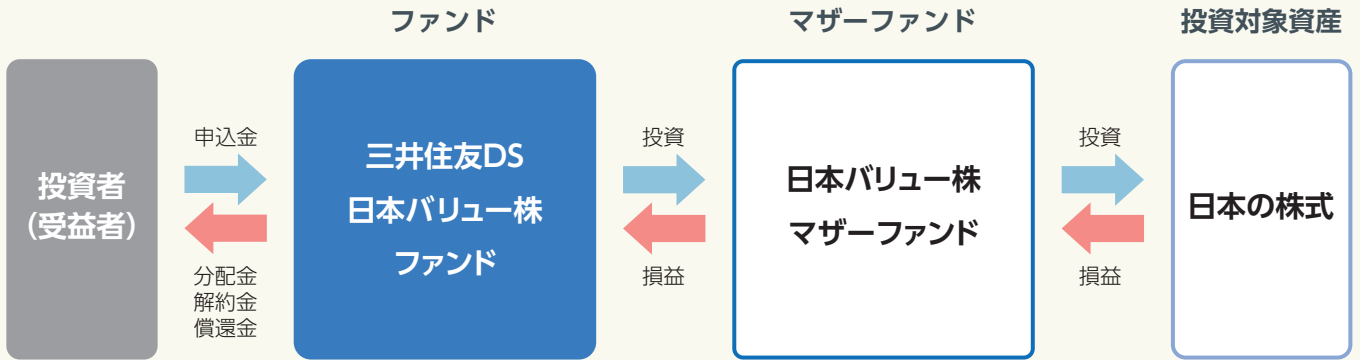 ファンド
マザーファンド
投資対象資産
投資者
(受益者)
申込金
分配金
解約金
償還金
三井住友DS
日本バリュー株
ファンド
投資
損益
日本バリュー株
マザーファンド
投資
損益
日本の株式